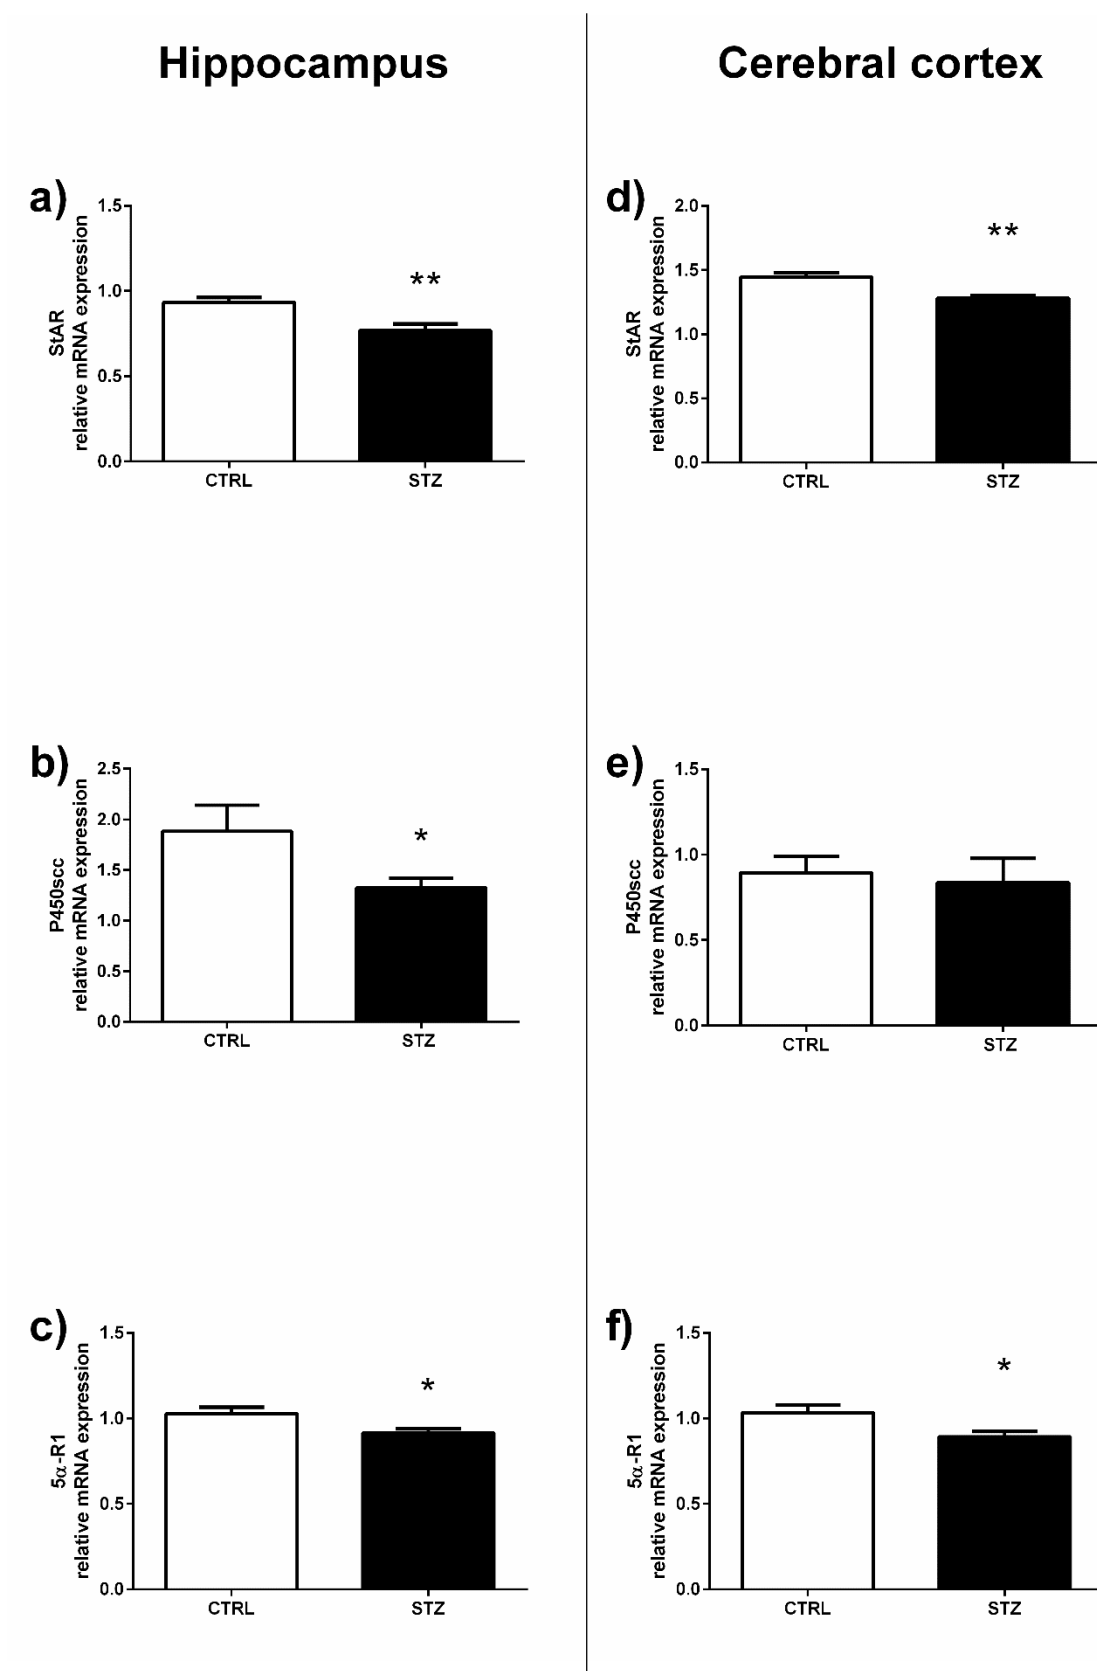 Hippocampus
Cerebral cortex
a)
StAR
relative mRNA expression
1.5
1.0
0.5
0.0
**
CTRL
STZ
d)
StAR
relative mRNA expression
2.0
1.5
1.0
0.5
0.0
**
CTRL
STZ
b)
P450scc
relative mRNA expression
2.5
2.0
1.5
1.0
0.5
0.0
*
CTRL
STZ
e)
P450scc
relative mRNA expression
1.5
1.0
0.5
0.0
CTRL
STZ
c)
5α-R1
relative mRNA expression
1.5
1.0
0.5
0.0
*
CTRL
STZ
f)
5α-R1
relative mRNA expression
1.5
1.0
0.5
0.0
*
CTRL
STZ